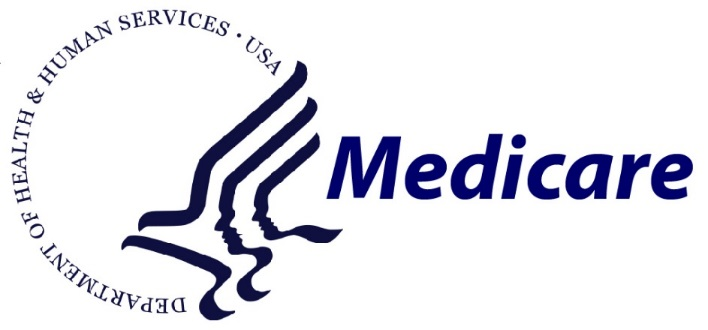 DEPARTMENT OF HEALTH & HUMAN SERVICES · USA
Medicare